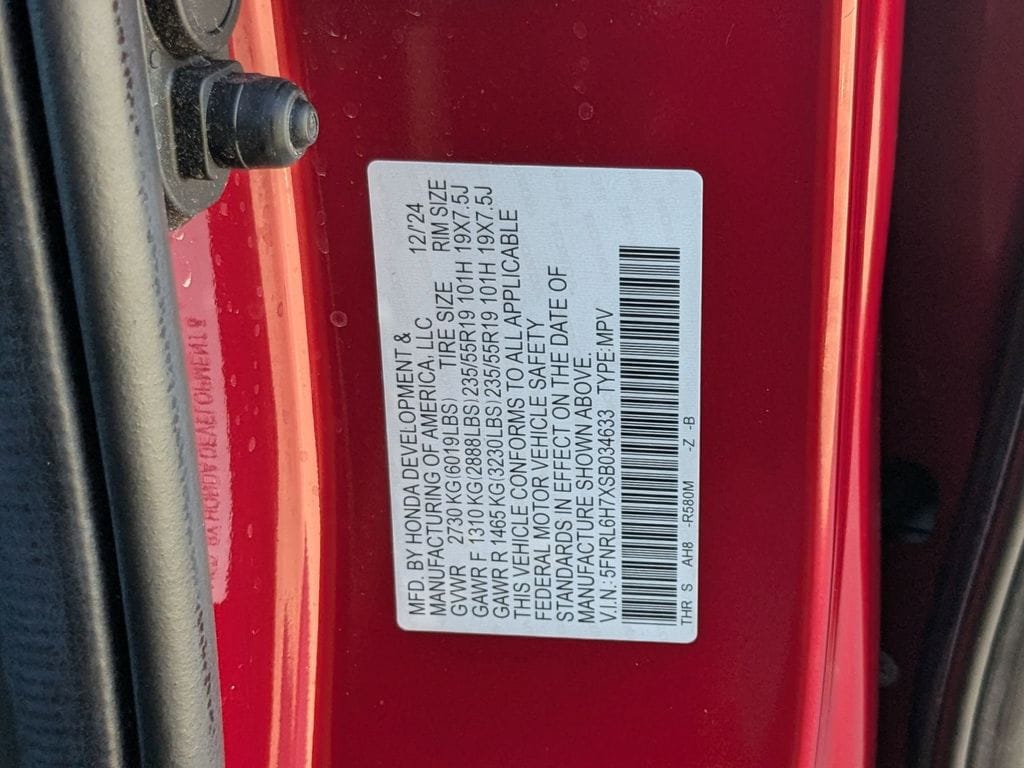 MFD. BY HONDA DEVELOPMENT &
MANUFACTURING OF AMERICA, LLC 12/'24
GVWR 2730 KG(6019LBS) TIRE SIZE RIM SIZE
GAWR F 1310 KG(2888LBS)235/55R19 101H 19X7.5J
GAWR R 1465 KG(3230LBS)235/55R19 101H 19X7.5J
THIS VEHICLE CONFORMS TO ALL APPLICABLE
FEDERAL MOTOR VEHICLE SAFETY
STANDARDS IN EFFECT ON THE DATE OF
MANUFACTURE SHOWN ABOVE.
V.I.N.:5FNRL6H7XSB034633 TYPE:MPV
THR S AH8 -R580M -Z -B